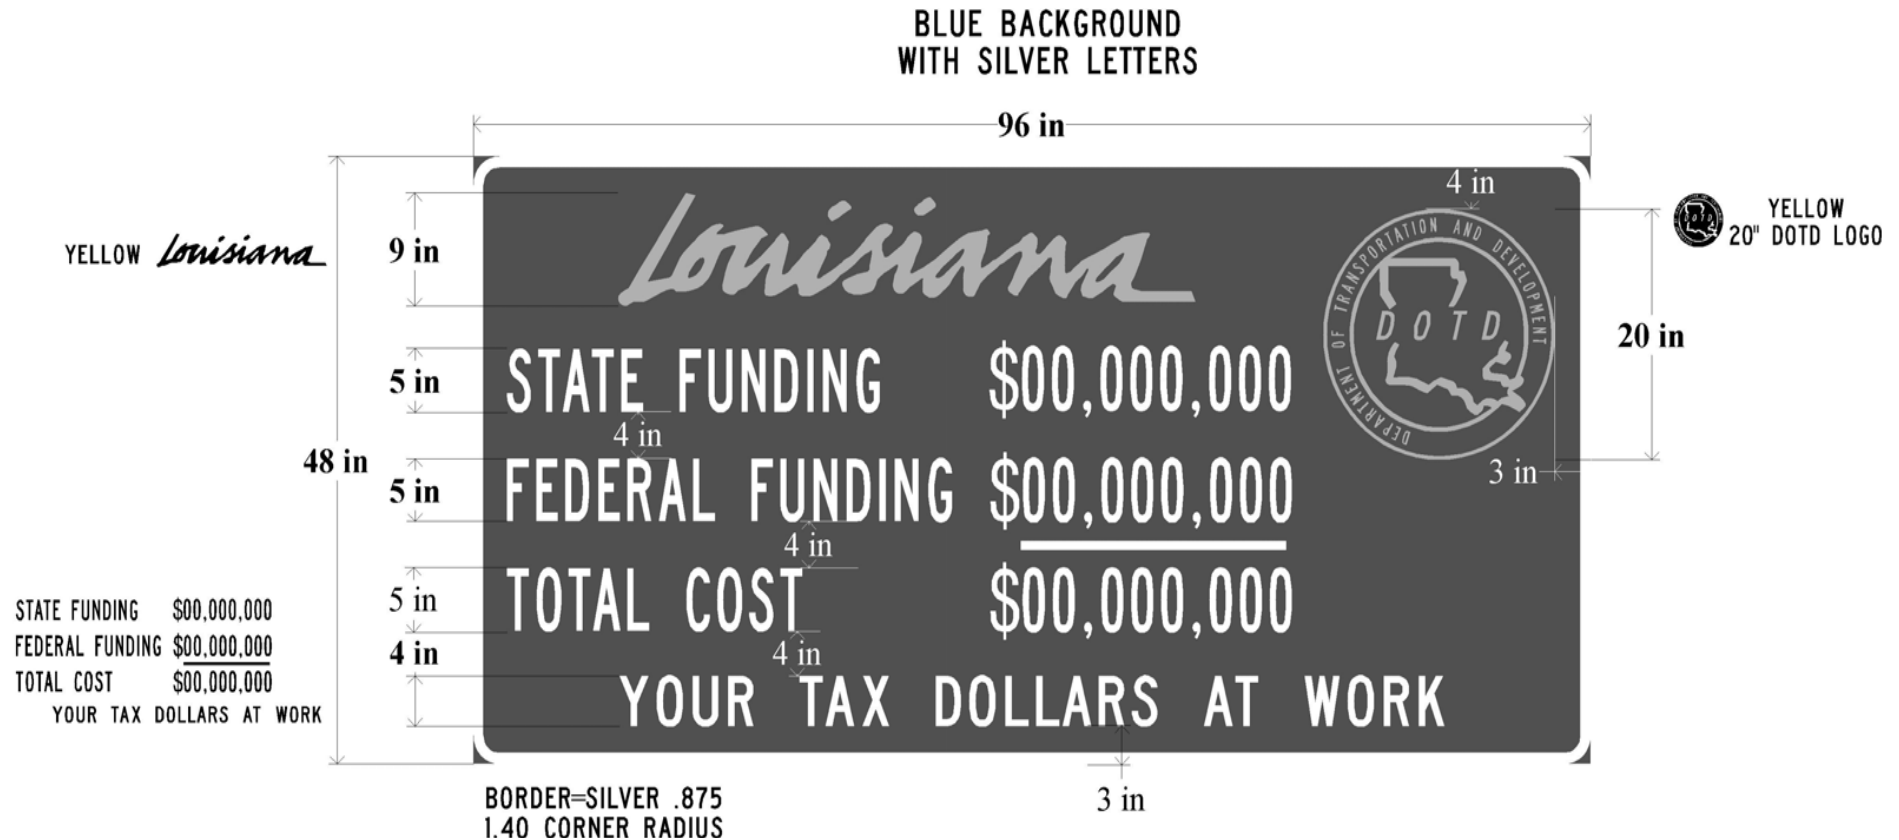 BLUE BACKGROUND
WITH SILVER LETTERS
96 in
4 in
YELLOW Louisiana
9 in
Louisiana
DEPARTMENT OF TRANSPORTATION AND DEVELOPMENT
DOTD
YELLOW
20" DOTD LOGO
20 in
5 in
STATE FUNDING $00,000,000
4 in
48 in
5 in
FEDERAL FUNDING $00,000,000
3 in
4 in
5 in
TOTAL COST $00,000,000
4 in
4 in
YOUR TAX DOLLARS AT WORK
3 in
STATE FUNDING $00,000,000
FEDERAL FUNDING $00,000,000
TOTAL COST $00,000,000
YOUR TAX DOLLARS AT WORK
BORDER=SILVER .875
1.40 CORNER RADIUS